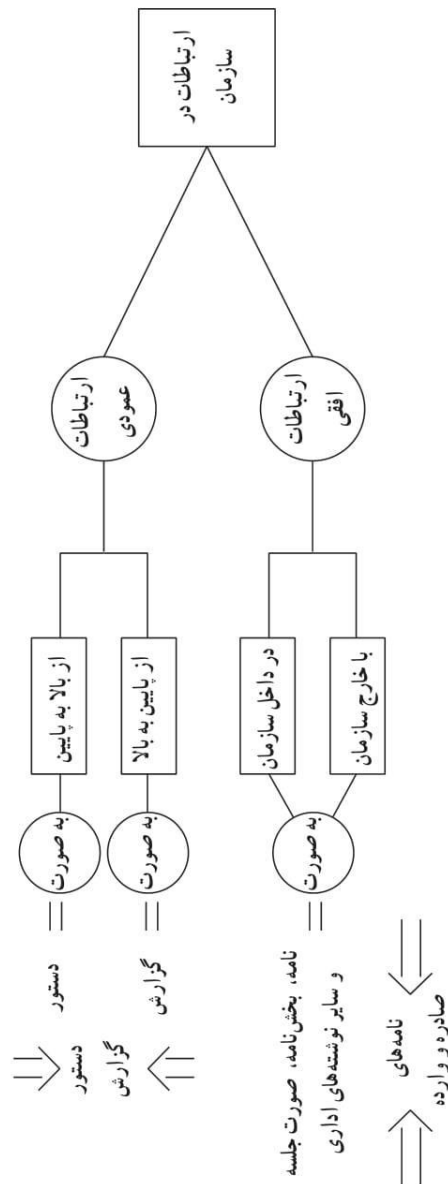 ارتباطات در
سازمان
ارتباطات
عمودی
ارتباطات
افقی
از بالا به پایین
از پایین به بالا
در داخل سازمان
با خارج سازمان
به صورت
به صورت
به صورت
دستور
گزارش
نامه، بخش‌نامه، صورت جلسه
و سایر نوشته‌های اداری
دستور
گزارش
نامه‌های
صادره و وارده